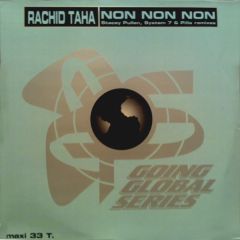 RACHID TAHA
NON NON NON
Stacey Pullen, System 7 & Pills remixes
GOING
GLOBAL
SERIES
maxi 33 T.